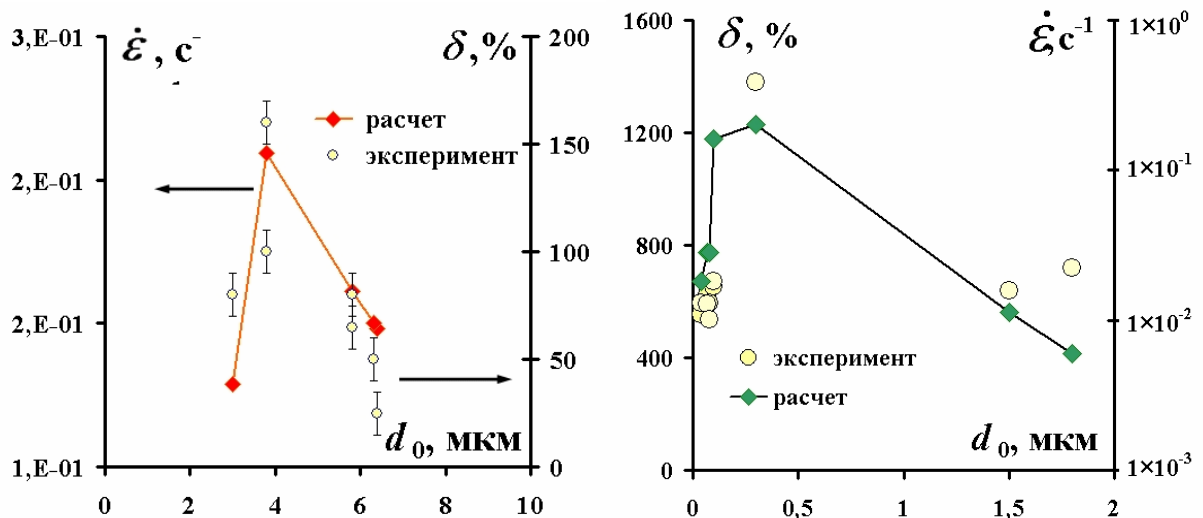 3,E-01
2,E-01
2,E-01
1,E-01
ε̇ , с⁻
δ,%
200
150
100
50
0
расчет
эксперимент
d₀, мкм
0
2
4
6
8
10
1600
1200
800
400
0
δ, %
ε̇,с⁻¹
1×10⁰
1×10⁻¹
1×10⁻²
1×10⁻³
эксперимент
расчет
d₀, мкм
0
0,5
1
1,5
2